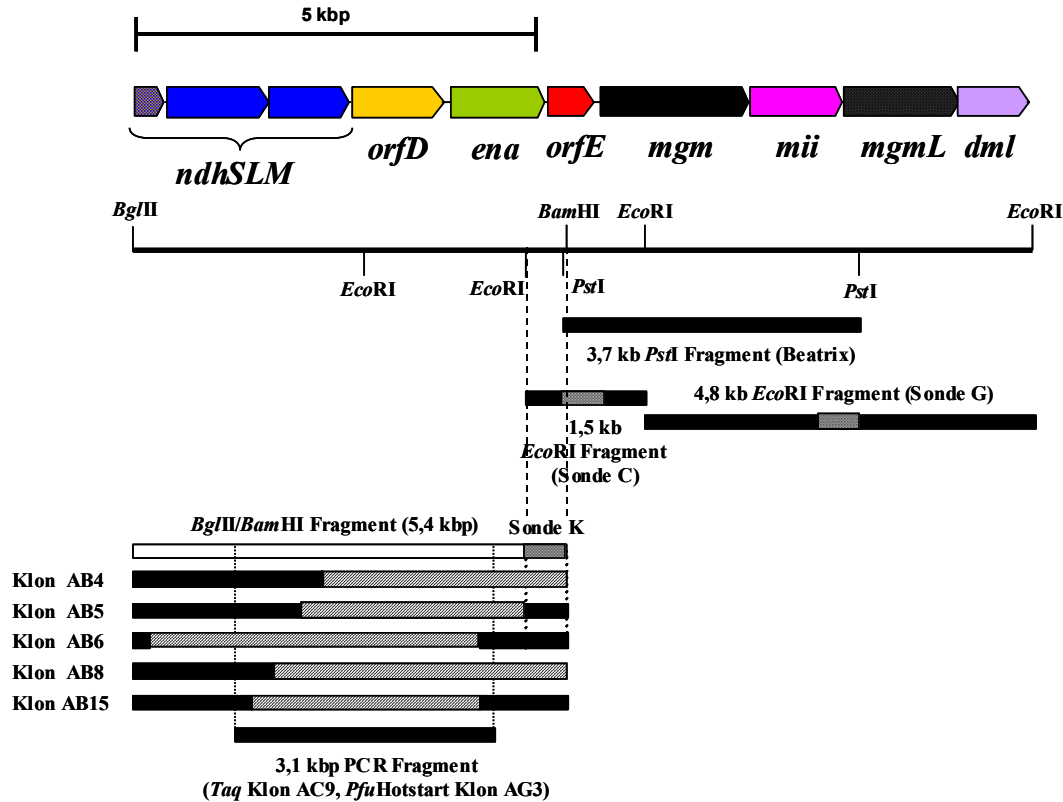 5 kbp
ndhSLM
orfD
ena
orfE
mgm
mii
mgmL
dml
BglII
BamHI
EcoRI
EcoRI
EcoRI
EcoRI
PstI
PstI
3,7 kb PstI Fragment (Beatrix)
4,8 kb EcoRI Fragment (Sonde G)
1,5 kb
EcoRI Fragment
(Sonde C)
BglII/BamHI Fragment (5,4 kbp)
Sonde K
Klon AB4
Klon AB5
Klon AB6
Klon AB8
Klon AB15
3,1 kbp PCR Fragment
(Taq Klon AC9, PfuHotstart Klon AG3)